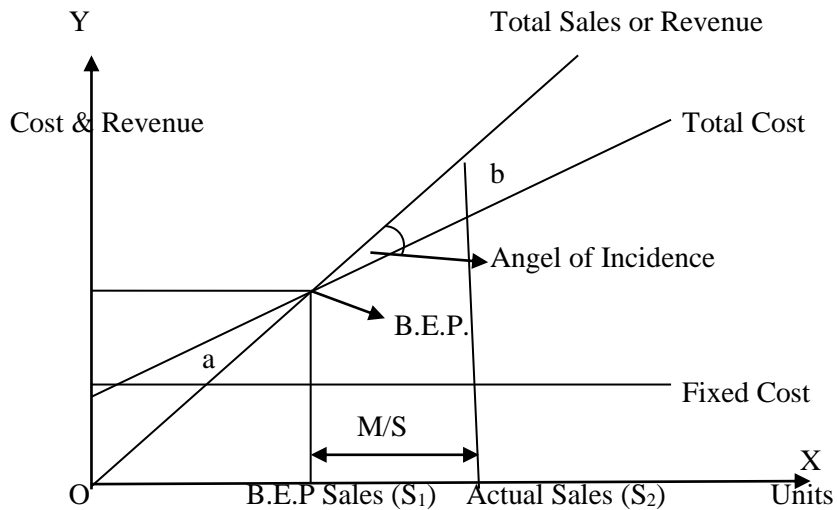 Y
Total Sales or Revenue
Cost & Revenue
Total Cost
b
Angel of Incidence
B.E.P.
a
Fixed Cost
M/S
X
O
B.E.P Sales (S₁)
Actual Sales (S₂)
Units